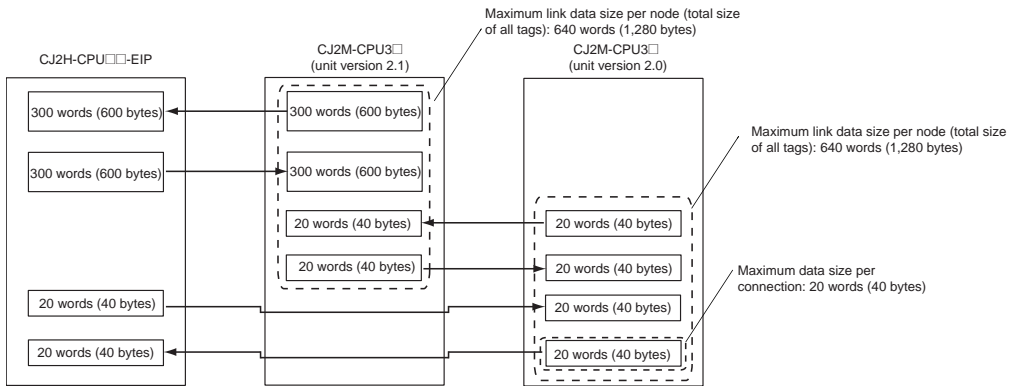 Maximum link data size per node (total size
of all tags): 640 words (1,280 bytes)
CJ2H-CPU□□-EIP
CJ2M-CPU3□
(unit version 2.1)
CJ2M-CPU3□
(unit version 2.0)
300 words (600 bytes)
300 words (600 bytes)
Maximum link data size per node (total size
of all tags): 640 words (1,280 bytes)
300 words (600 bytes)
300 words (600 bytes)
20 words (40 bytes)
20 words (40 bytes)
20 words (40 bytes)
20 words (40 bytes)
Maximum data size per
connection: 20 words (40 bytes)
20 words (40 bytes)
20 words (40 bytes)
20 words (40 bytes)
20 words (40 bytes)